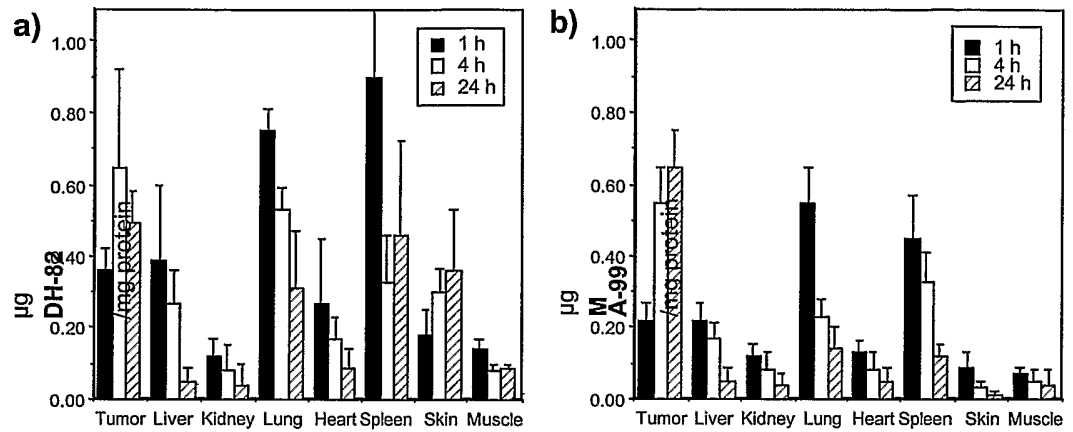 a)
1.00
0.80
0.60
0.40
0.20
0.00
µg
DH-82
/mg protein
1 h
4 h
24 h
Tumor Liver Kidney Lung Heart Spleen Skin Muscle
b)
1.00
0.80
0.60
0.40
0.20
0.00
µg
M
A-99
/mg protein
1 h
4 h
24 h
Tumor Liver Kidney Lung Heart Spleen Skin Muscle